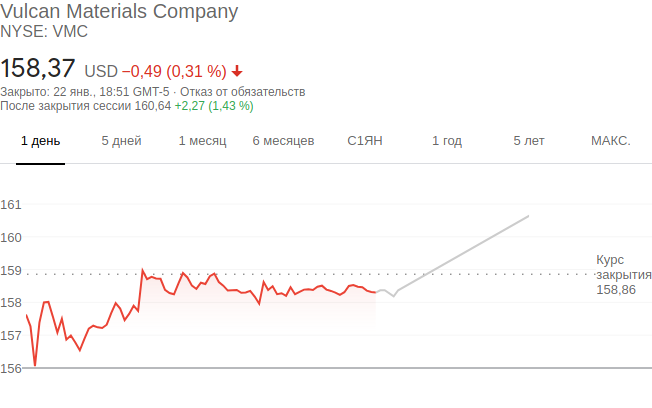 Vulcan Materials Company
NYSE: VMC
158,37 USD −0,49 (0,31 %)
Закрыто: 22 янв., 18:51 GMT-5 · Отказ от обязательств
После закрытия сессии 160,64 +2,27 (1,43 %)
1 день 5 дней 1 месяц 6 месяцев С1ЯН 1 год 5 лет МАКС.
161
160
159
158
157
156
Курс
закрытия
158,86